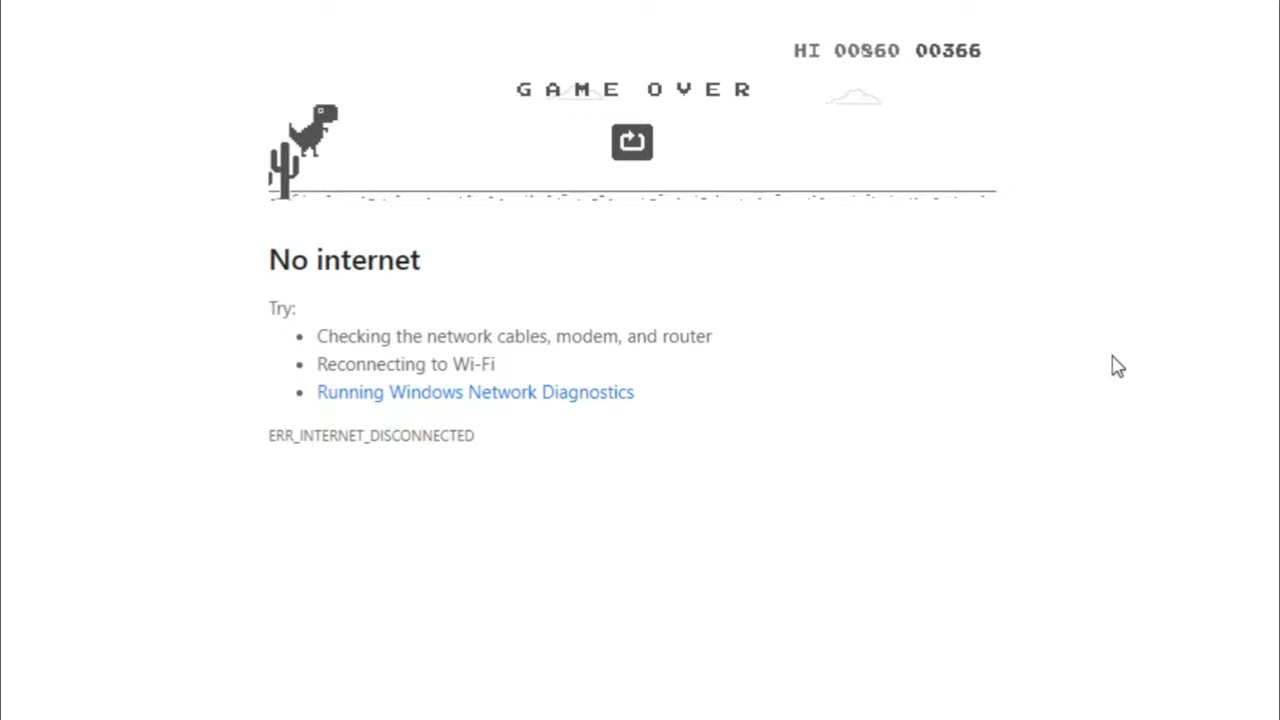 HI 00860 00366
GAME OVER
No internet
Try:
• Checking the network cables, modem, and router
• Reconnecting to Wi-Fi
• Running Windows Network Diagnostics
ERR_INTERNET_DISCONNECTED